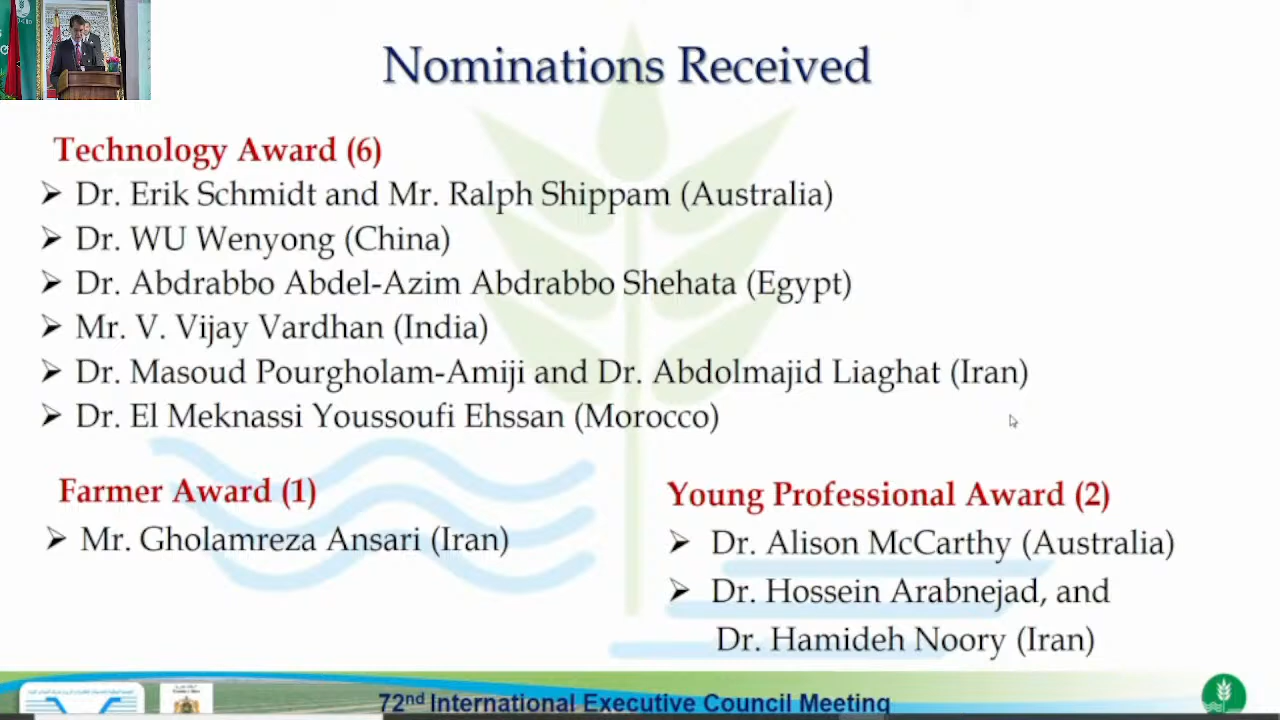 Nominations Received
Technology Award (6)
➢ Dr. Erik Schmidt and Mr. Ralph Shippam (Australia)
➢ Dr. WU Wenyong (China)
➢ Dr. Abdrabbo Abdel-Azim Abdrabbo Shehata (Egypt)
➢ Mr. V. Vijay Vardhan (India)
➢ Dr. Masoud Pourgholam-Amiji and Dr. Abdolmajid Liaghat (Iran)
➢ Dr. El Meknassi Youssoufi Ehssan (Morocco)
Farmer Award (1)
➢ Mr. Gholamreza Ansari (Iran)
Young Professional Award (2)
➢ Dr. Alison McCarthy (Australia)
➢ Dr. Hossein Arabnejad, and
Dr. Hamideh Noory (Iran)
72nd International Executive Council Meeting